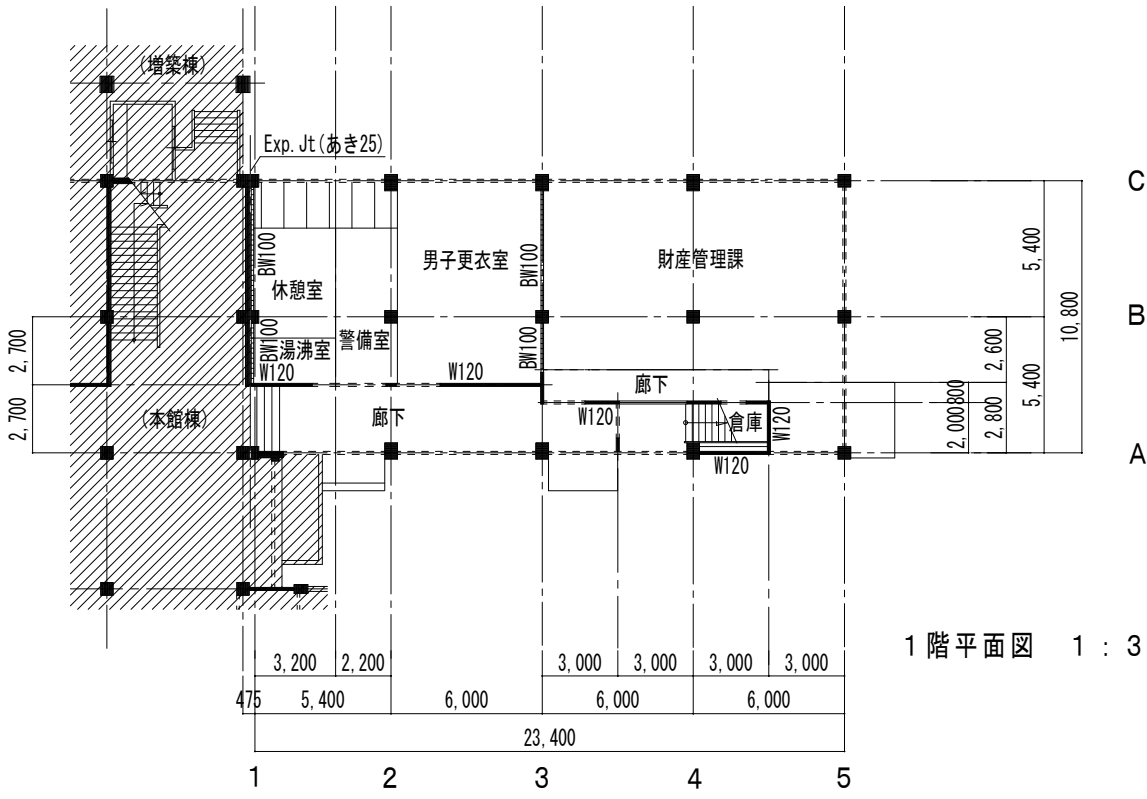 (増築棟)
Exp. Jt(あき25)
C
BW100
男子更衣室
BW100
財産管理課
5,400
10,800
休憩室
B
2,700
BW100
湯沸室
警備室
BW100
2,600
W120
W120
廊下
5,400
2,700
(本館棟)
廊下
W120
倉庫
W120
2,000
800
2,800
A
W120
1階平面図 1:3
3,200
2,200
3,000
3,000
3,000
3,000
475
5,400
6,000
6,000
6,000
23,400
1
2
3
4
5